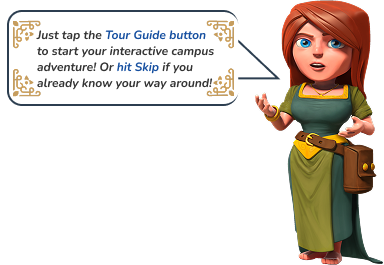 Just tap the Tour Guide button
to start your interactive campus
adventure! Or hit Skip if you
already know your way around!